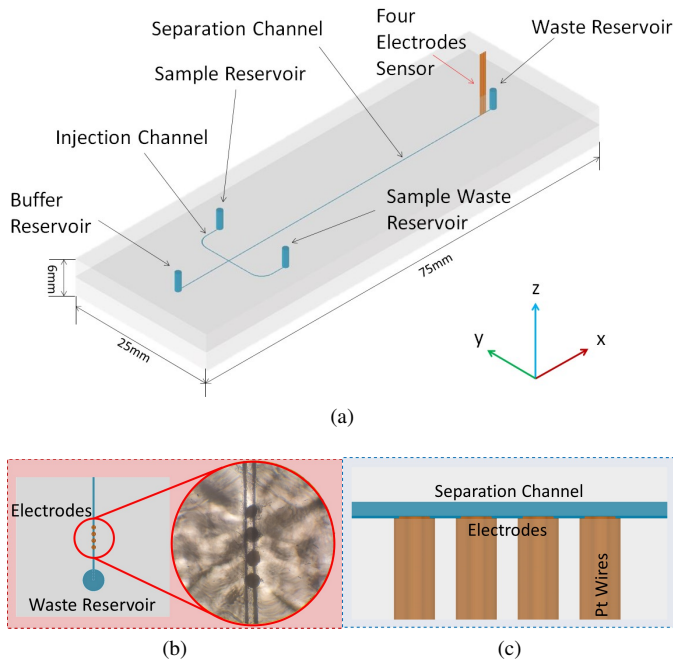 Separation Channel
Four
Electrodes
Sensor
Waste Reservoir
Sample Reservoir
Injection Channel
Buffer
Reservoir
Sample Waste
Reservoir
6mm
25mm
75mm
z
y
x
(a)
Electrodes
Waste Reservoir
(b)
Separation Channel
Electrodes
Pt Wires
(c)